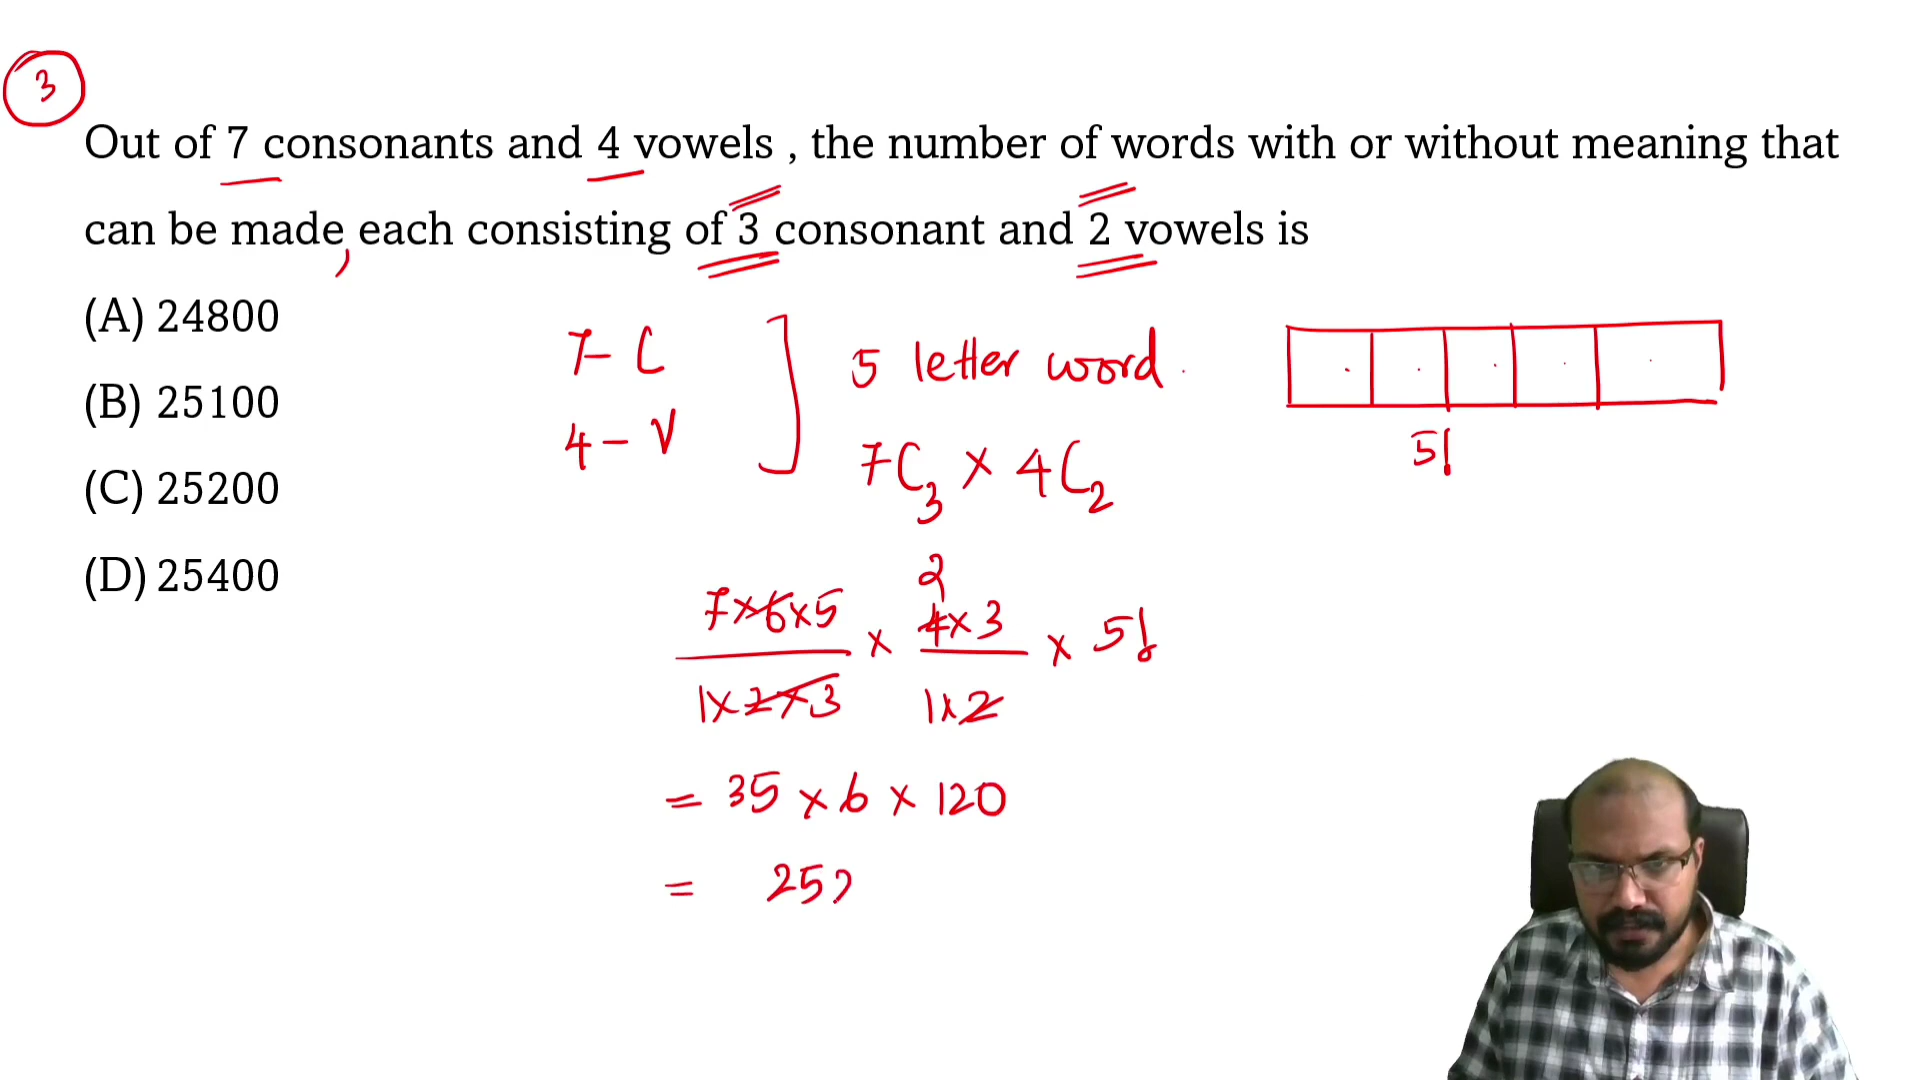 3
Out of 7 consonants and 4 vowels , the number of words with or without meaning that
can be made, each consisting of 3 consonant and 2 vowels is
(A) 24800
(B) 25100
(C) 25200
(D) 25400
7- C
4 - V
5 letter word.
7C3 × 4C2
5!
2
7×6×5 × 4×3 × 5!
1×2×3 1×2
= 35 × 6 × 120
= 252